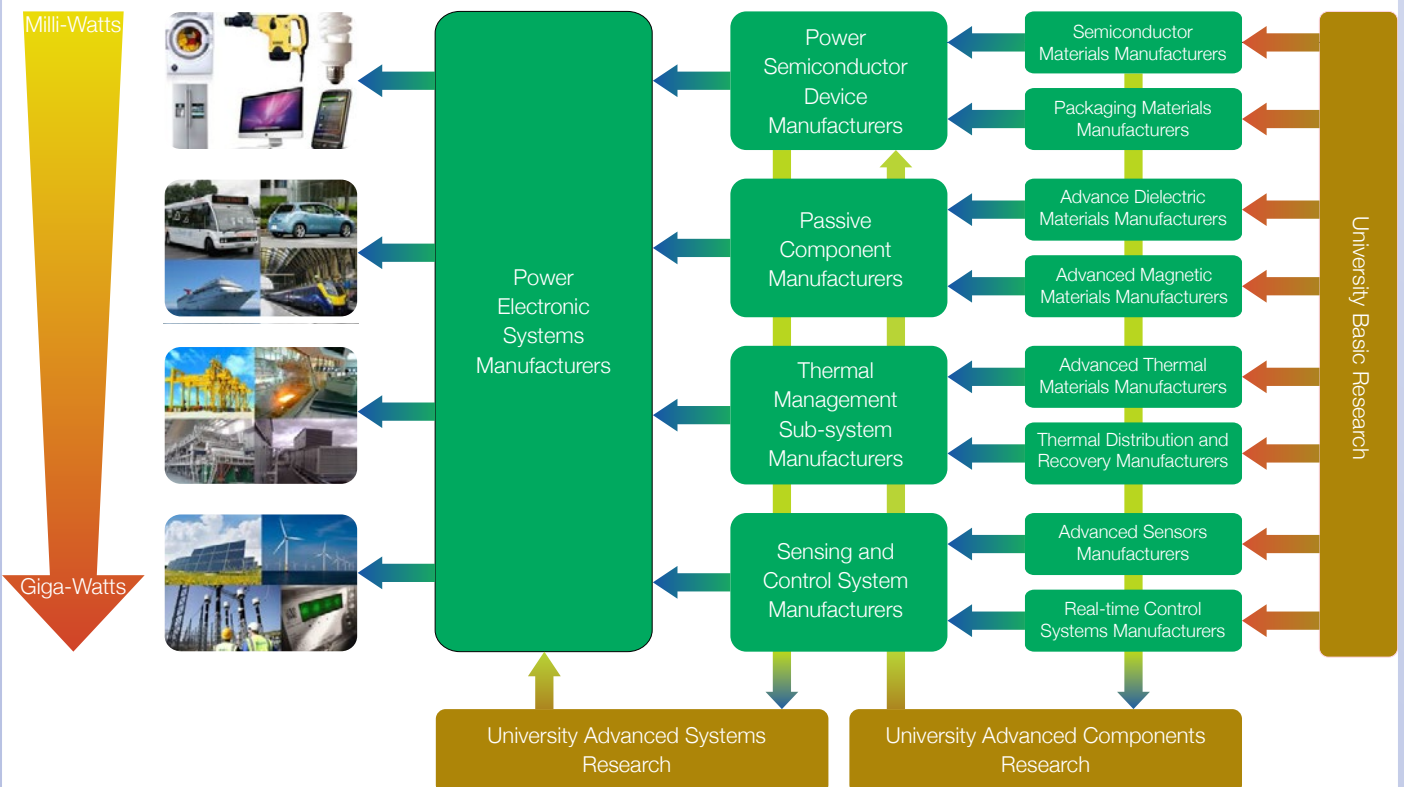 Milli-Watts
Giga-Watts
Power
Electronic
Systems
Manufacturers
Power
Semiconductor
Device
Manufacturers
Passive
Component
Manufacturers
Thermal
Management
Sub-system
Manufacturers
Sensing and
Control System
Manufacturers
Semiconductor
Materials Manufacturers
Packaging Materials
Manufacturers
Advance Dielectric
Materials Manufacturers
Advanced Magnetic
Materials Manufacturers
Advanced Thermal
Materials Manufacturers
Thermal Distribution and
Recovery Manufacturers
Advanced Sensors
Manufacturers
Real-time Control
Systems Manufacturers
University Basic Research
University Advanced Systems
Research
University Advanced Components
Research